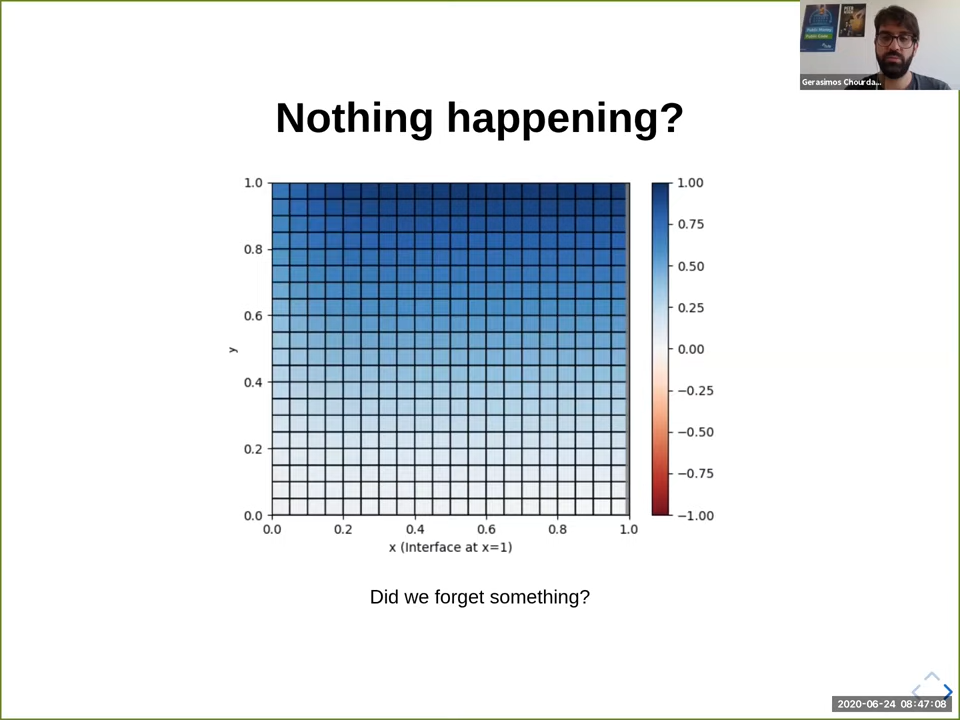 Gerasimos Chourda...
Nothing happening?
1.0
0.8
0.6
0.4
0.2
0.0
y
0.0 0.2 0.4 0.6 0.8 1.0
x (Interface at x=1)
1.00
0.75
0.50
0.25
0.00
−0.25
−0.50
−0.75
−1.00
Did we forget something?
2020-06-24 08:47:08